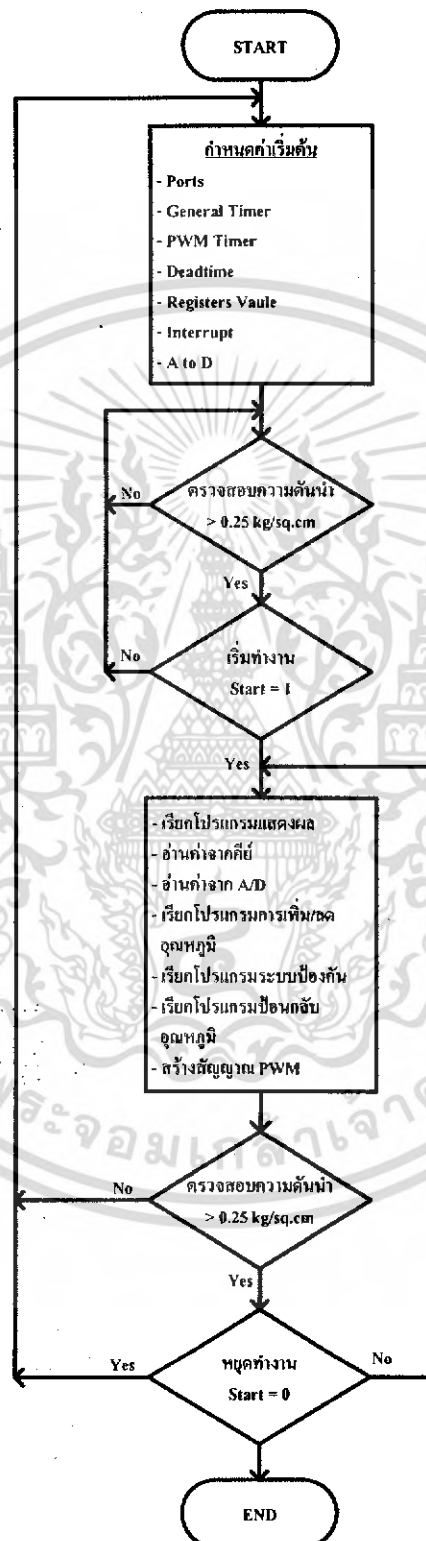 START
กำหนดค่าเริ่มต้น
- Ports
- General Timer
- PWM Timer
- Deadtime
- Registers Vaule
- Interrupt
- A to D
ตรวจสอบความดันน้ำ
No
> 0.25 kg/sq.cm
Yes
เริ่มทำงาน
No
Start = 1
Yes
- เรียกโปรแกรมแสดงผล
- อ่านค่าจากคีย์
- อ่านค่าจาก A/D
- เรียกโปรแกรมการเพิ่ม/ลด
อุณหภูมิ
- เรียกโปรแกรมระบบป้องกัน
- เรียกโปรแกรมป้อนกลับ
อุณหภูมิ
- สร้างสัญญาณ PWM
ตรวจสอบความดันน้ำ
No
> 0.25 kg/sq.cm
Yes
หยุดทำงาน
Yes
No
Start = 0
END